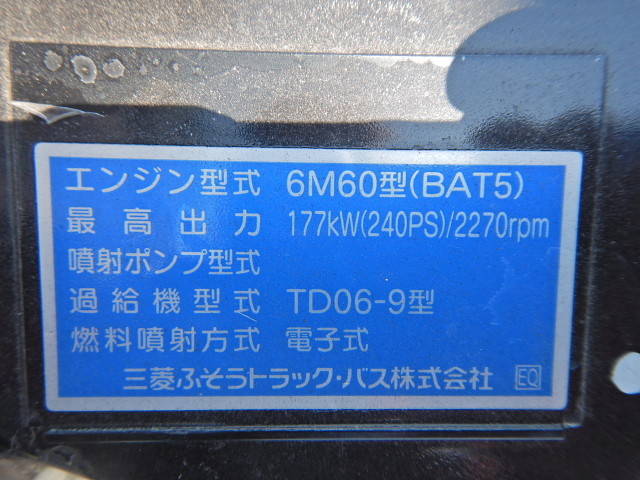 エンジン型式 6M60型(BAT5)
最高出力 177kW(240PS)/2270rpm
噴射ポンプ型式
過給機型式 TD06-9型
燃料噴射方式 電子式
三菱ふそうトラック・バス株式会社 EQ